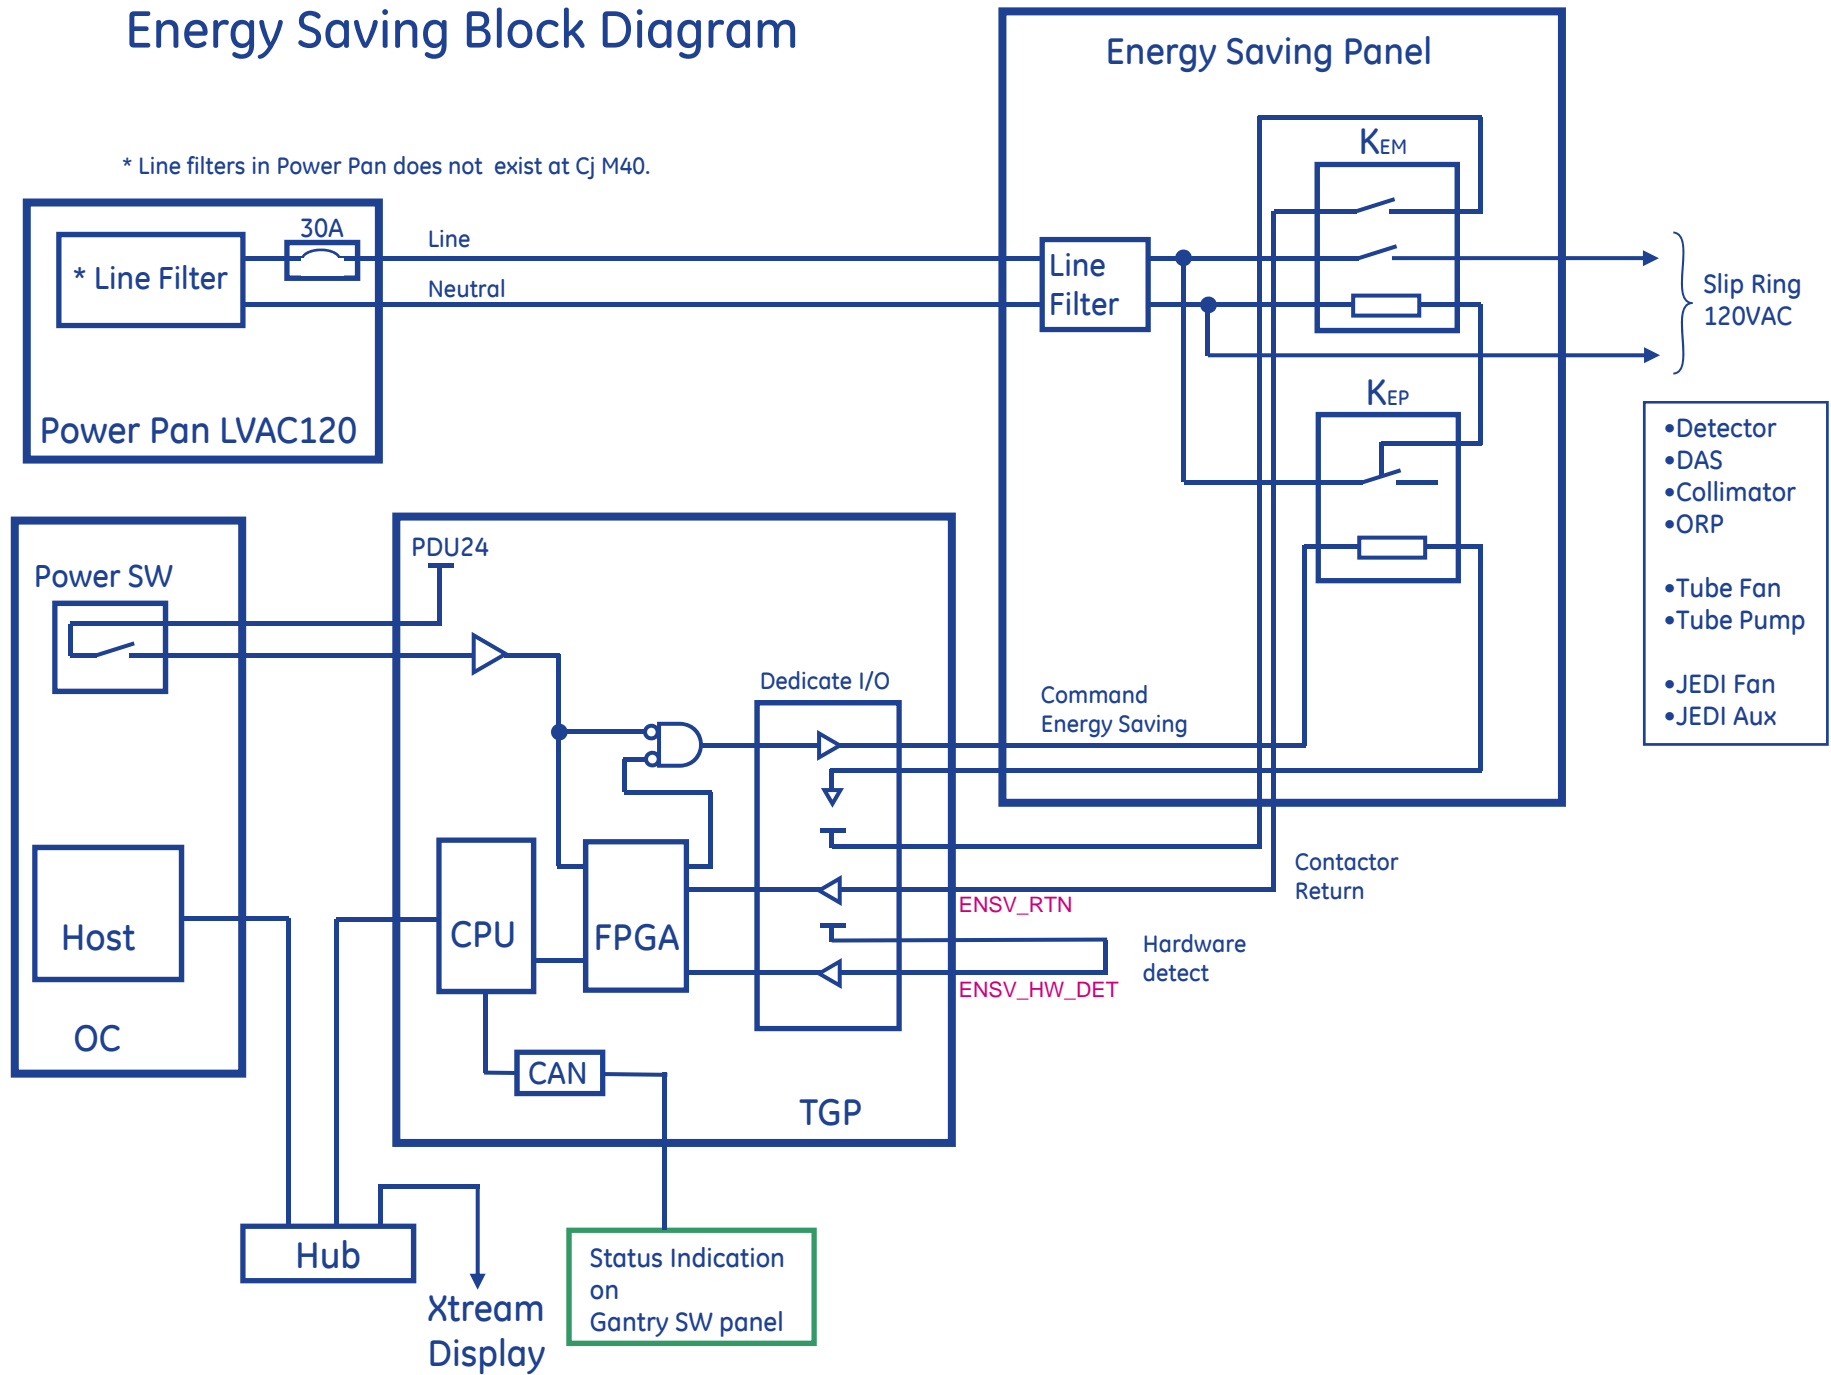 Energy Saving Block Diagram
Energy Saving Panel
* Line filters in Power Pan does not  exist at Cj M40.
KEM
30A
Line
* Line Filter
Neutral
Line
Filter
Slip Ring
120VAC
Power Pan LVAC120
KEP
•Detector
•DAS
•Collimator
•ORP
•Tube Fan
•Tube Pump
•JEDI Fan
•JEDI Aux
PDU24
Power SW
Dedicate I/O
Command
Energy Saving
Contactor
Return
ENSV_RTN
Host
CPU
FPGA
Hardware
detect
ENSV_HW_DET
OC
CAN
TGP
Hub
Status Indication
on
Gantry SW panel
Xtream
Display